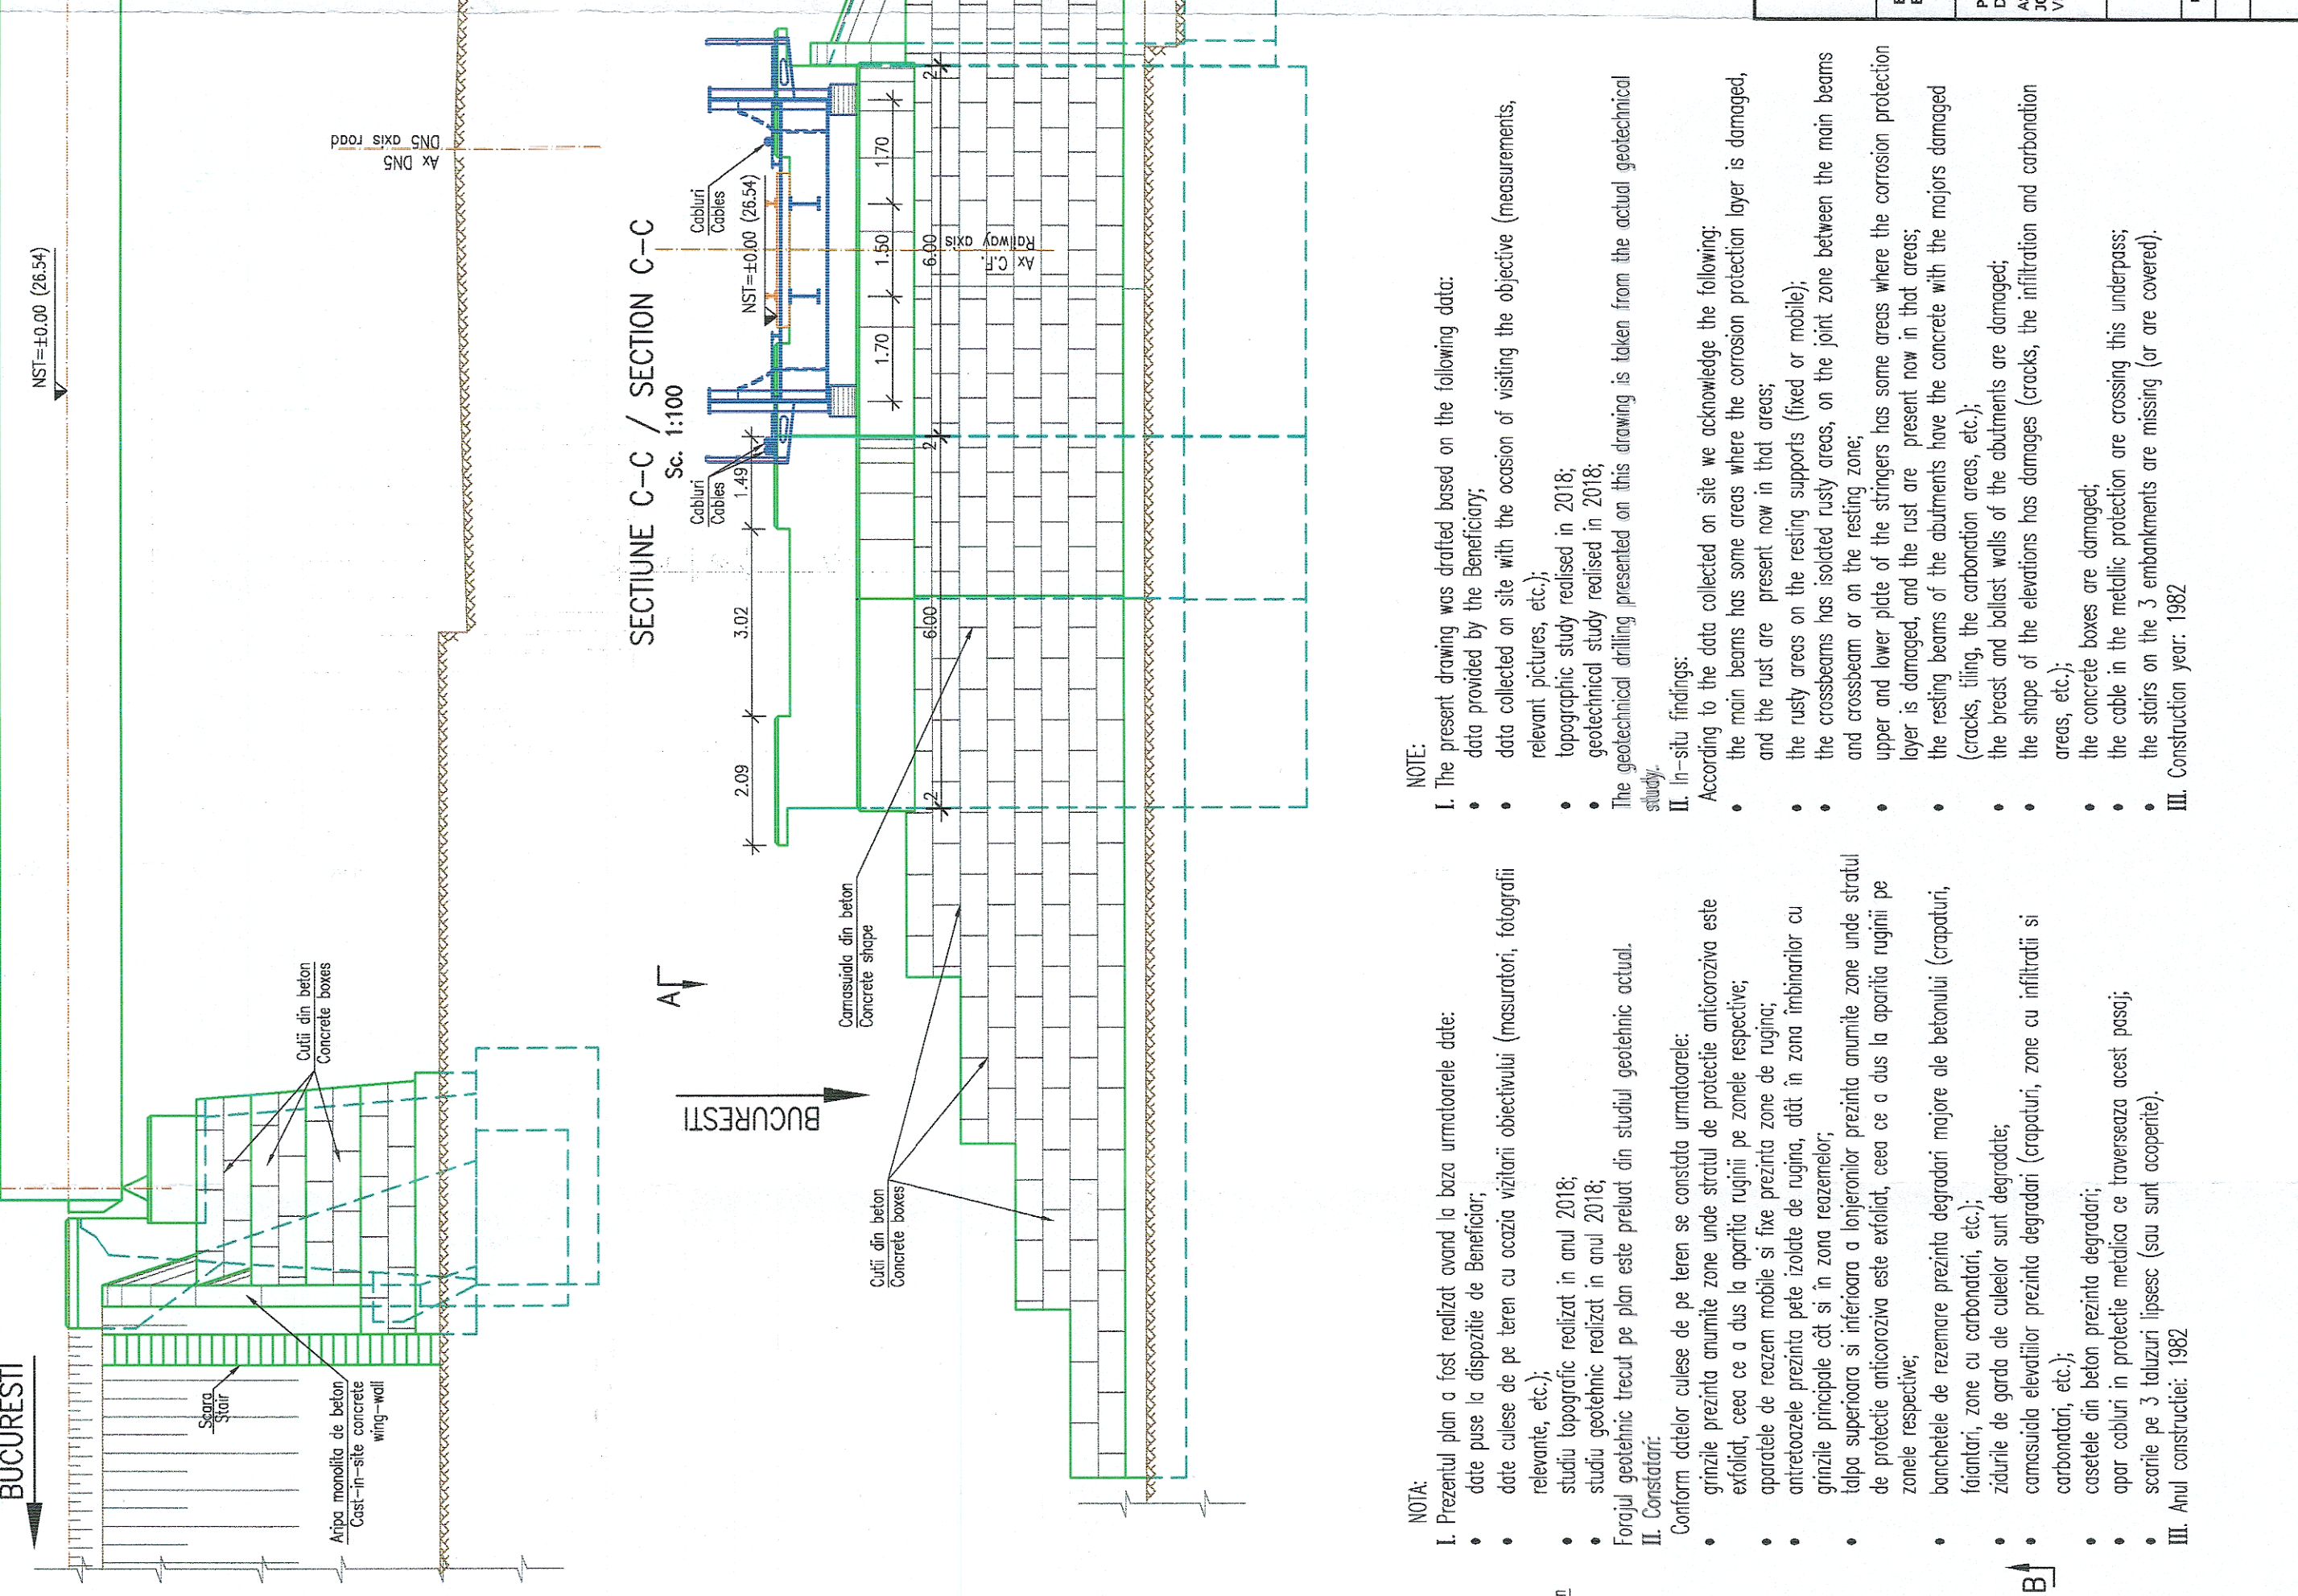 BUCURESTI
NST=±0.00 (26.54)
Ax DN5
DN5 axis road
Cutii din beton
Concrete boxes
Scara
Stair
Aripa monolita de beton
Cast-in-site concrete
wing-wall
SECTIUNE C-C / SECTION C-C
Sc. 1:100
Cabluri
Cables
Cabluri
Cables
NST=±0.00 (26.54)
2.09
3.02
1.49
1.70
1.50
1.70
2
6.00
2
6.00
2
Ax C.F.
Railway axis
A
BUCURESTI
Camasuiala din beton
Concrete shape
Cutii din beton
Concrete boxes
NOTA:
I. Prezentul plan a fost realizat avand la baza urmatoarele date:
• date puse la dispozitie de Beneficiar;
• date culese de pe teren cu ocazia vizitarii obiectivului (masuratori, fotografii
relevante, etc.);
• studiu topografic realizat in anul 2018;
• studiu geotehnic realizat in anul 2018;
Forajul geotehnic trecut pe plan este preluat din studiul geotehnic actual.
II. Constatari:
Conform datelor culese de pe teren se constata urmatoarele:
• grinzile prezinta anumite zone unde stratul de protectie anticoroziva este
exfoliat, ceea ce a dus la aparitia ruginii pe zonele respective;
• aparatele de reazem mobile si fixe prezinta zone de rugina;
• antretoazele prezinta pete izolate de rugina, atât în zona îmbinarilor cu
grinzile principale cât si în zona reazemelor;
• talpa superioara si inferioara a lonjeronilor prezinta anumite zone unde stratul
de protectie anticoroziva este exfoliat, ceea ce a dus la aparitia ruginii pe
zonele respective;
• banchetele de rezemare prezinta degradari majore ale betonului (crapaturi,
faiantari, zone cu carbonatari, etc.);
• zidurile de garda ale culeelor sunt degradate;
• camasuiala elevatiilor prezinta degradari (crapaturi, zone cu infiltratii si
carbonatari, etc.);
• casetele din beton prezinta degradari;
• apar cabluri in protectie metalica ce traverseaza acest pasaj;
• scarile pe 3 taluzuri lipsesc (sau sunt acoperite).
III. Anul constructiei: 1982
B
NOTE:
I. The present drawing was drafted based on the following data:
• data provided by the Beneficiary;
• data collected on site with the ocasion of visiting the objective (measurements,
relevant pictures, etc.);
• topographic study realised in 2018;
• geotechnical study realised in 2018;
The geotechnical drilling presented on this drawing is taken from the actual geotechnical
study.
II. In-situ findings:
According to the data collected on site we acknowledge the following:
• the main beams has some areas where the corrosion protection layer is damaged,
and the rust are present now in that areas;
• the rusty areas on the resting supports (fixed or mobile);
• the crossbeams has isolated rusty areas, on the joint zone between the main beams
and crossbeam or on the resting zone;
• upper and lower plate of the stringers has some areas where the corrosion protection
layer is damaged, and the rust are present now in that areas;
• the resting beams of the abutments have the concrete with the majors damaged
(cracks, tiling, the carbonation areas, etc.);
• the breast and ballast walls of the abutments are damaged;
• the shape of the elevations has damages (cracks, the infiltration and carbonation
areas, etc.);
• the concrete boxes are damaged;
• the cable in the metallic protection are crossing this underpass;
• the stairs on the 3 embankments are missing (or are covered).
III. Construction year: 1982